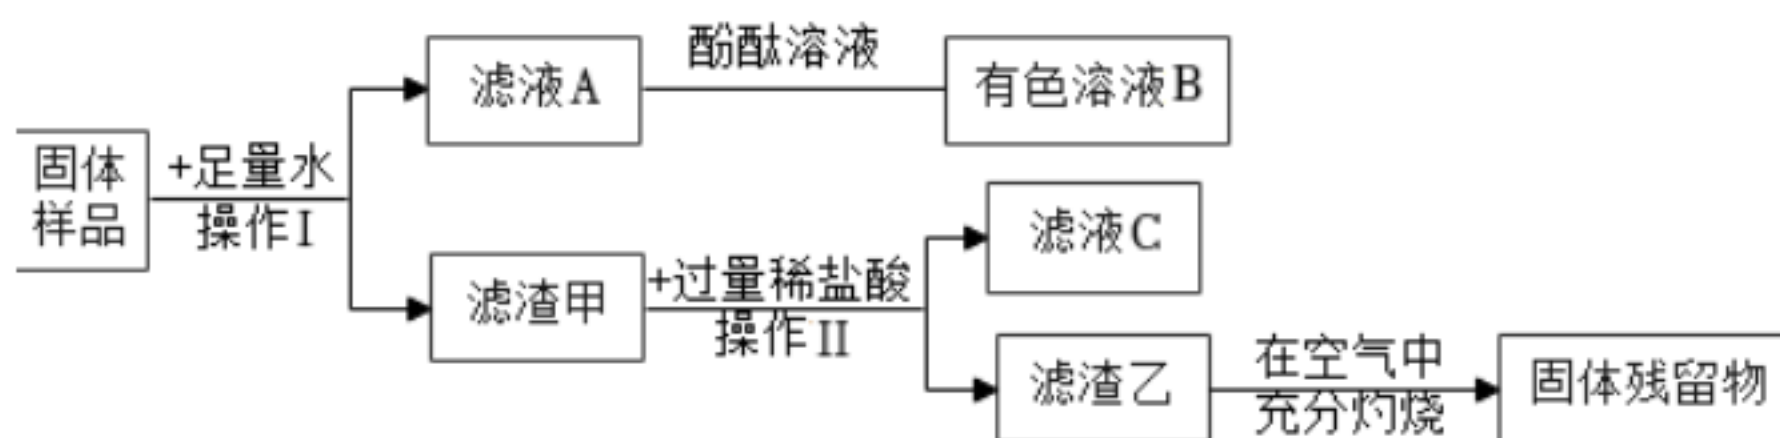 固体
样品
+足量水
操作I
滤液A
酚酞溶液
有色溶液B
滤渣甲
+过量稀盐酸
操作II
滤液C
滤渣乙
在空气中
充分灼烧
固体残留物